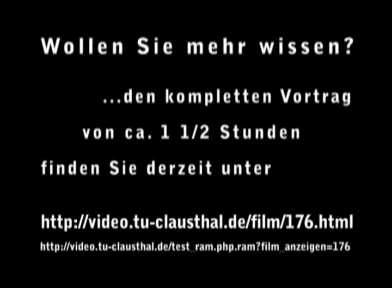 Wollen Sie mehr wissen?
...den kompletten Vortrag
von ca. 1 1/2 Stunden
finden Sie derzeit unter
http://video.tu-clausthal.de/film/176.html
http://video.tu-clausthal.de/test_ram.php.ram?film_anzeigen=176